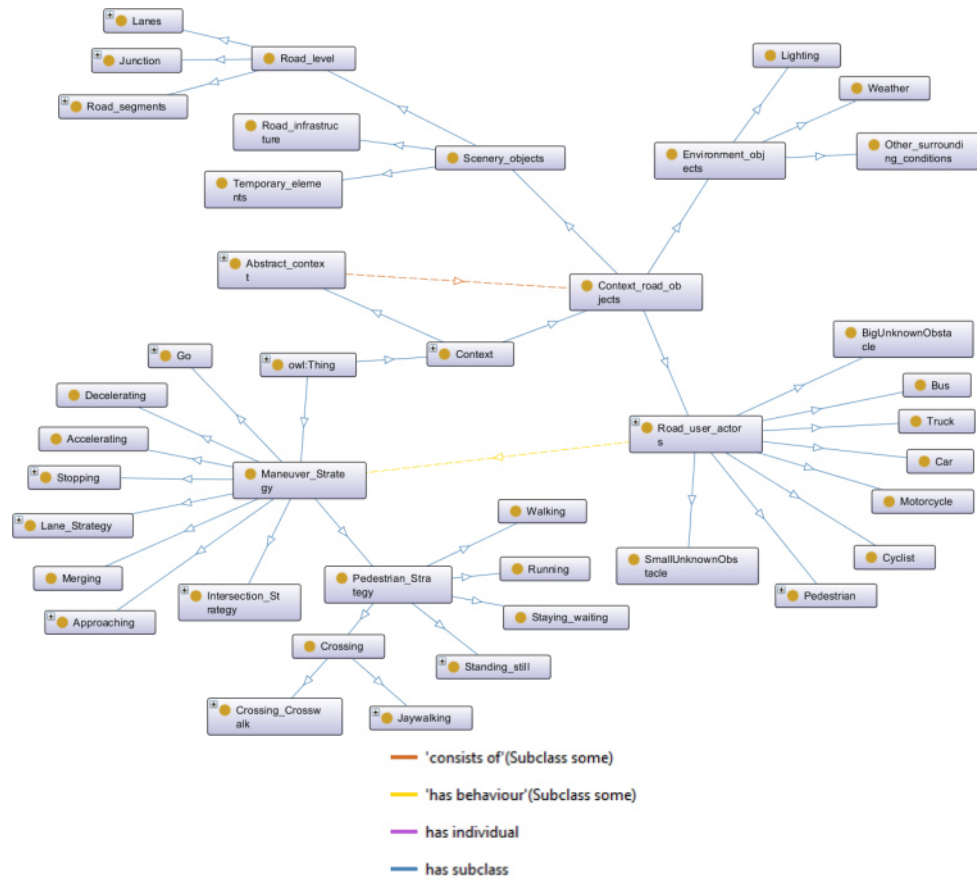 Lanes
Road_level
Junction
Road_segments
Road_infrastruc
ture
Scenery_objects
Temporary_eleme
nts
Lighting
Weather
Environment_obj
ects
Other_surroundi
ng_conditions
Abstract_contex
t
Context_road_ob
jects
Context
owl:Thing
Go
Decelerating
Accelerating
Stopping
Maneuver_Strate
gy
Lane_Strategy
Merging
Approaching
Intersection_St
rategy
BigUnknownObsta
cle
Bus
Road_user_actor
s
Truck
Car
Motorcycle
Cyclist
SmallUnknownObs
tacle
Pedestrian
Walking
Pedestrian_Stra
tegy
Running
Staying_waiting
Crossing
Standing_still
Crossing_Crossw
alk
Jaywalking
'consists of'(Subclass some)
'has behaviour'(Subclass some)
has individual
has subclass